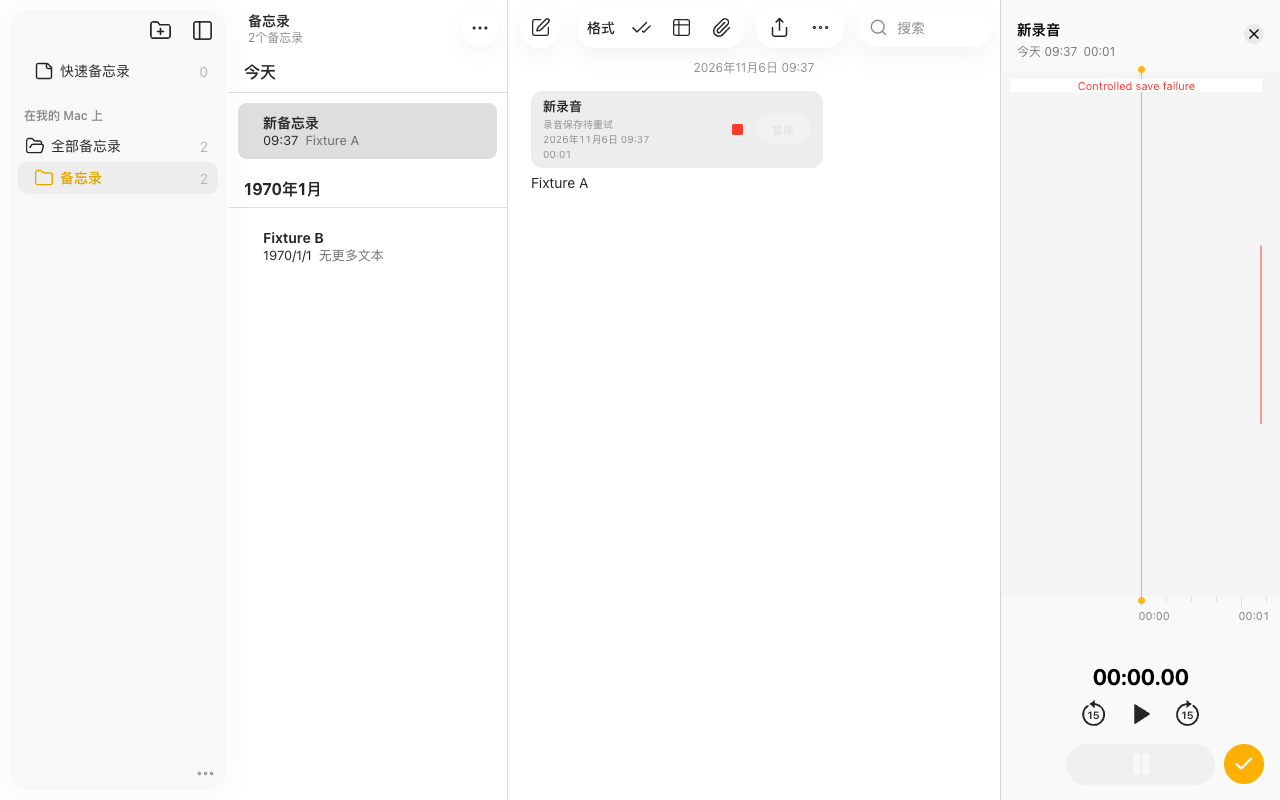 快速备忘录 0
在我的 Mac 上
全部备忘录 2
备忘录 2
备忘录
2个备忘录
今天
新备忘录
09:37 Fixture A
1970年1月
Fixture B
1970/1/1 无更多文本
格式
搜索
2026年11月6日 09:37
新录音
录音保存待重试
2026年11月6日 09:37
00:01
暂停
Fixture A
新录音
今天 09:37 00:01
Controlled save failure
00:00 00:01
00:00.00
15 15